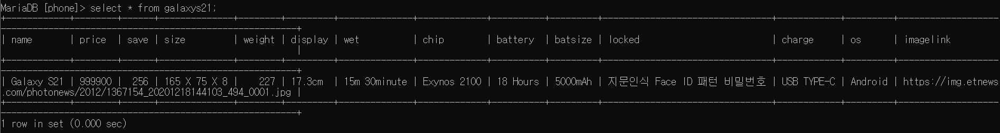 MariaDB [phone]> select * from galaxys21;
+------------+--------+------+--------------+--------+---------+--------------+-------------+----------+---------+--------------------------------+------------+---------+---------------------------------------------------------------------------+
| name       | price  | save | size         | weight | display | wet          | chip        | battery  | batsize | locked                         | charge     | os      | imagelink                                                                 |
+------------+--------+------+--------------+--------+---------+--------------+-------------+----------+---------+--------------------------------+------------+---------+---------------------------------------------------------------------------+
| Galaxy S21 | 999900 |  256 | 165 X 75 X 8 |    227 | 17.3cm  | 15m 30minute | Exynos 2100 | 18 Hours | 5000mAh | 지문인식 Face ID 패턴 비밀번호 | USB TYPE-C | Android | https://img.etnews
.com/photonews/2012/1367154_20201218144103_494_0001.jpg |
+------------+--------+------+--------------+--------+---------+--------------+-------------+----------+---------+--------------------------------+------------+---------+---------------------------------------------------------------------------+
1 row in set (0.000 sec)